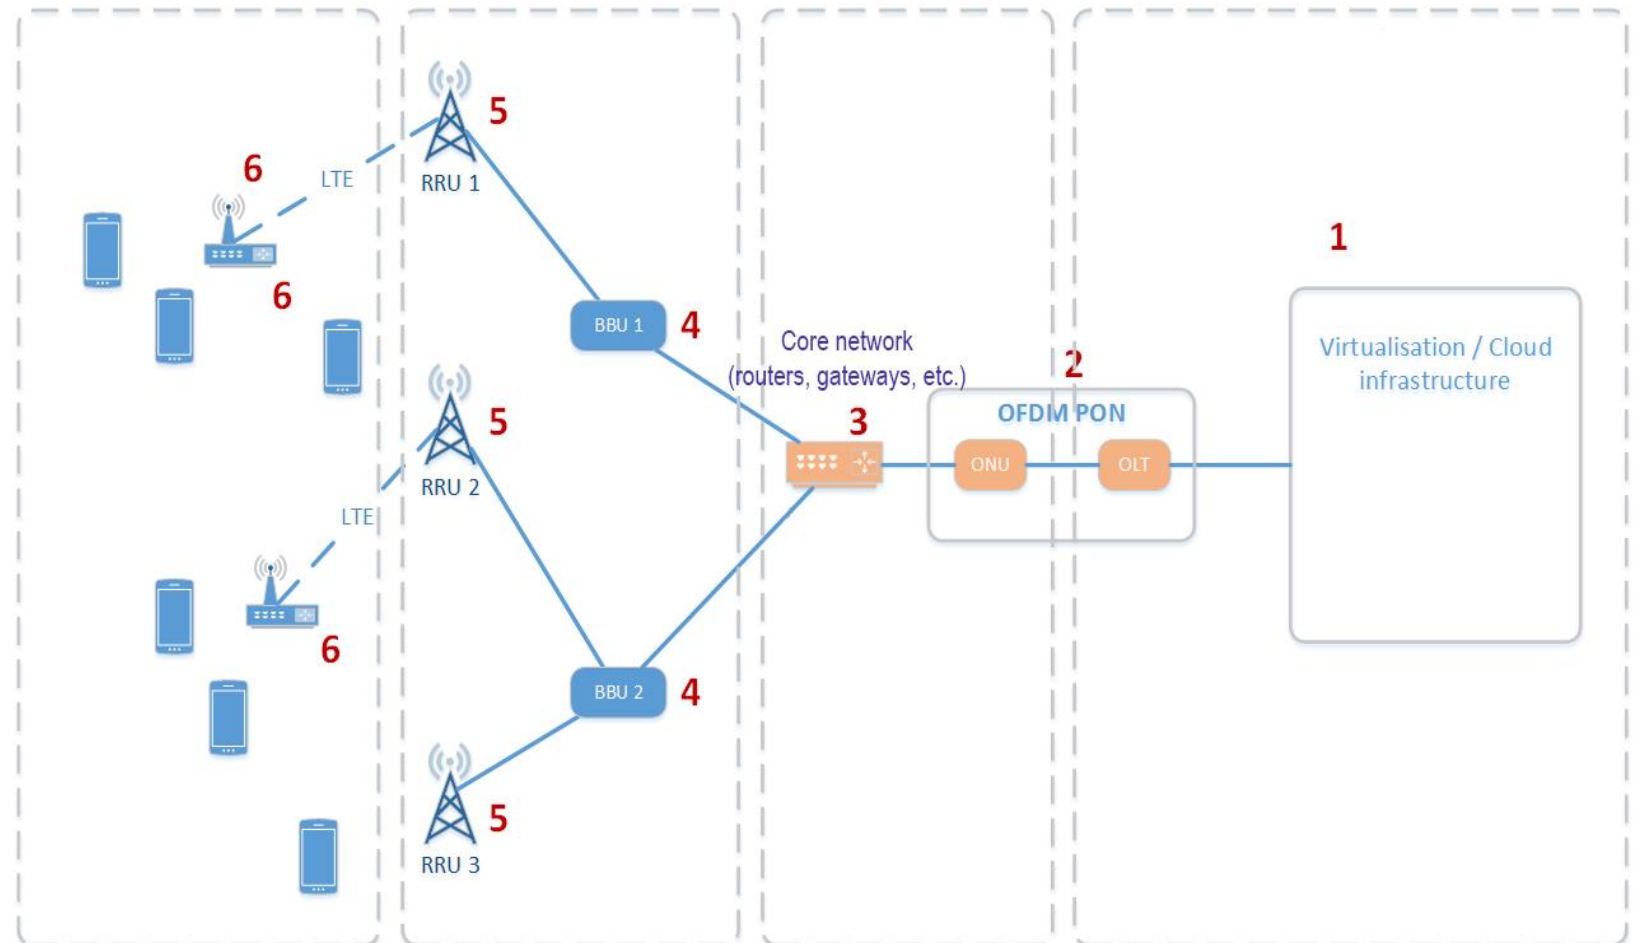 5
6
LTE
RRU 1
1
6
BBU 1
4
Core network
(routers, gateways, etc.)
2
Virtualisation / Cloud
infrastructure
OFDM PON
3
5
ONU
OLT
RRU 2
LTE
6
BBU 2
4
5
RRU 3